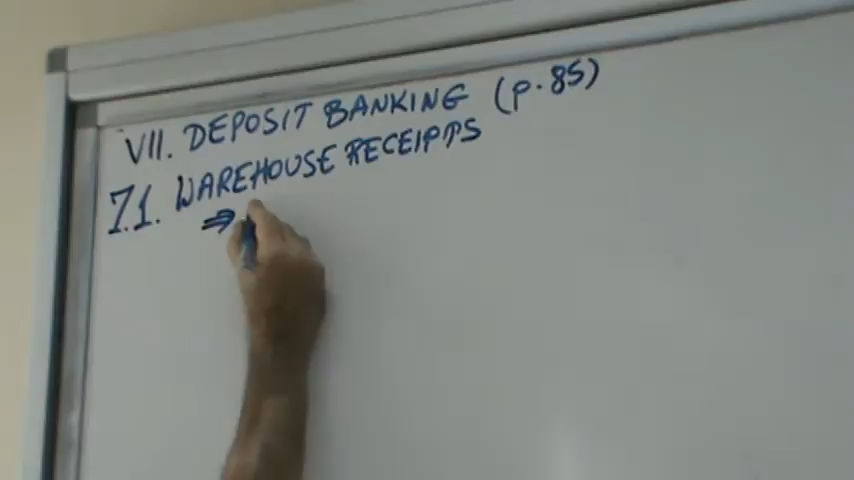 VII. DEPOSIT BANKING (p. 85)
7.1. WAREHOUSE RECEIPTS
⇒